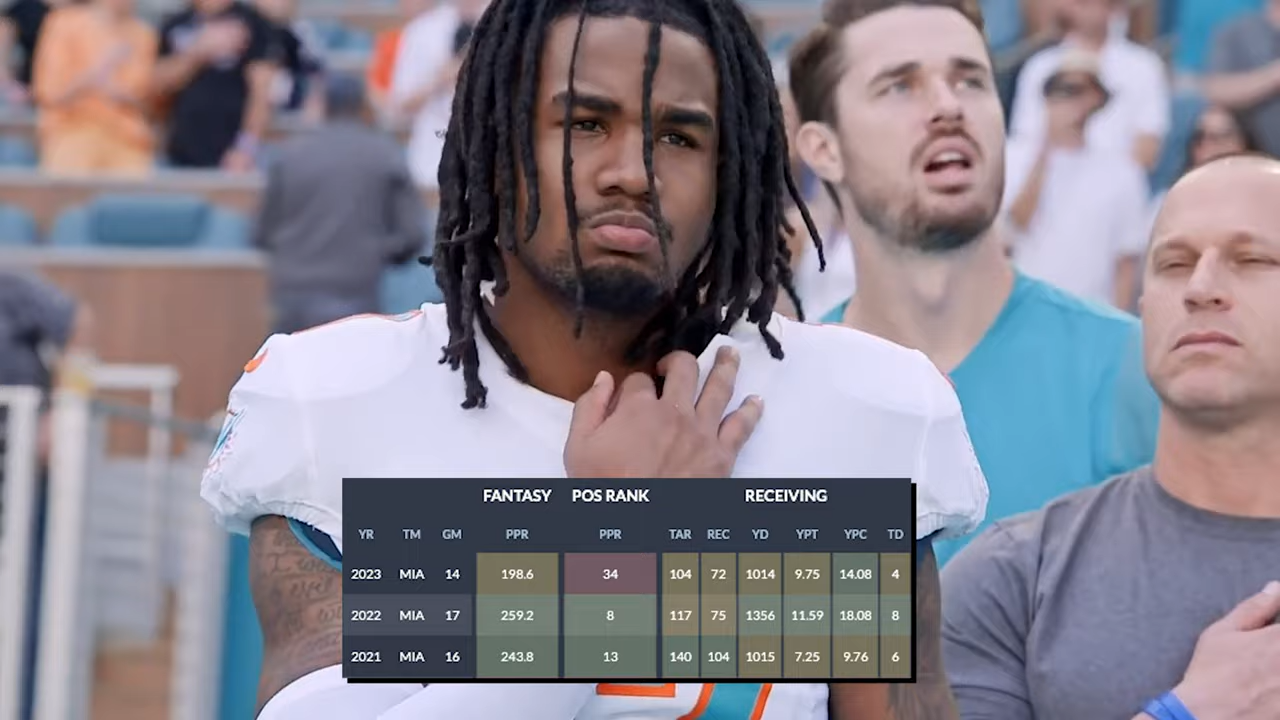 FANTASY POS RANK RECEIVING
YR TM GM PPR PPR TAR REC YD YPT YPC TD
2023 MIA 14 198.6 34 104 72 1014 9.75 14.08 4
2022 MIA 17 259.2 8 117 75 1356 11.59 18.08 8
2021 MIA 16 243.8 13 140 104 1015 7.25 9.76 6